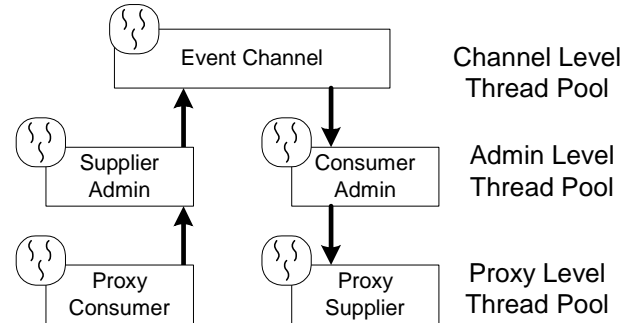 Event Channel
Channel Level
Thread Pool
Supplier
Admin
Consumer
Admin
Admin Level
Thread Pool
Proxy
Consumer
Proxy
Supplier
Proxy Level
Thread Pool